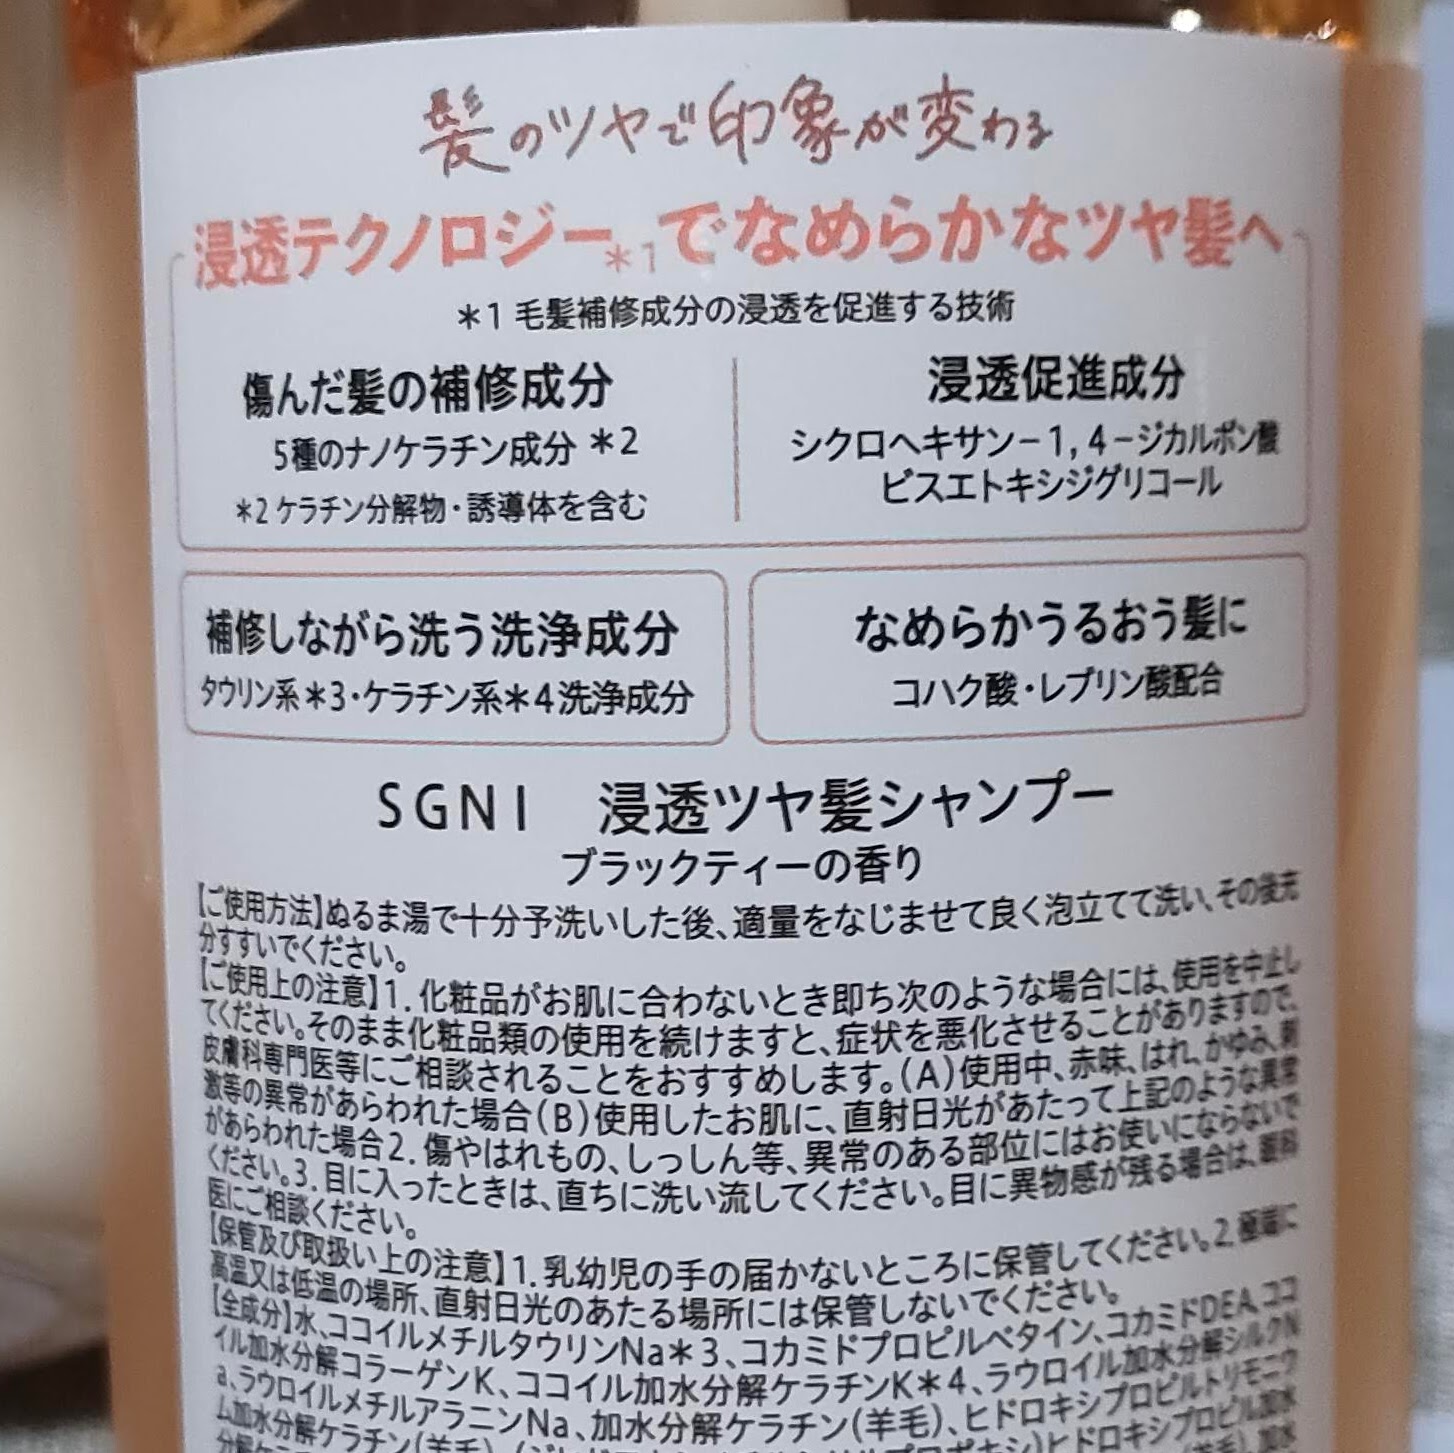 髪のツヤで印象が変わる
浸透テクノロジー＊1でなめらかなツヤ髪へ
＊1 毛髪補修成分の浸透を促進する技術
傷んだ髪の補修成分
5種のナノケラチン成分＊2
＊2 ケラチン分解物・誘導体を含む
浸透促進成分
シクロヘキサン−1,4−ジカルボン酸
ビスエトキシジグリコール
補修しながら洗う洗浄成分
タウリン系＊3・ケラチン系＊4洗浄成分
なめらかうるおう髪に
コハク酸・レブリン酸配合
SGNI　浸透ツヤ髪シャンプー
ブラックティーの香り
【ご使用方法】ぬるま湯で十分予洗いした後、適量をなじませて良く泡立てて洗い、その後充
分すすいでください。
【ご使用上の注意】1. 化粧品がお肌に合わないとき即ち次のような場合には、使用を中止し
てください。そのまま化粧品類の使用を続けますと、症状を悪化させることがありますので、
皮膚科専門医等にご相談されることをおすすめします。（A）使用中、赤味、はれ、かゆみ、刺
激等の異常があらわれた場合（B）使用したお肌に、直射日光があたって上記のような異常
があらわれた場合2. 傷やはれもの、しっしん等、異常のある部位にはお使いにならないで
ください。3. 目に入ったときは、直ちに洗い流してください。目に異物感が残る場合は、眼科
医にご相談ください。
【保管及び取扱い上の注意】1. 乳幼児の手の届かないところに保管してください。2. 極端に
高温又は低温の場所、直射日光のあたる場所には保管しないでください。
【全成分】水、ココイルメチルタウリンNa＊3、コカミドプロピルベタイン、コカミドDEA、ココ
イル加水分解コラーゲンK、ココイル加水分解ケラチンK＊4、ラウロイル加水分解シルクN
a、ラウロイルメチルアラニンNa、加水分解ケラチン（羊毛）、ヒドロキシプロピルトリモニウ
ム加水分解ケラチン（羊毛）、ヒドロキシプロピル加水